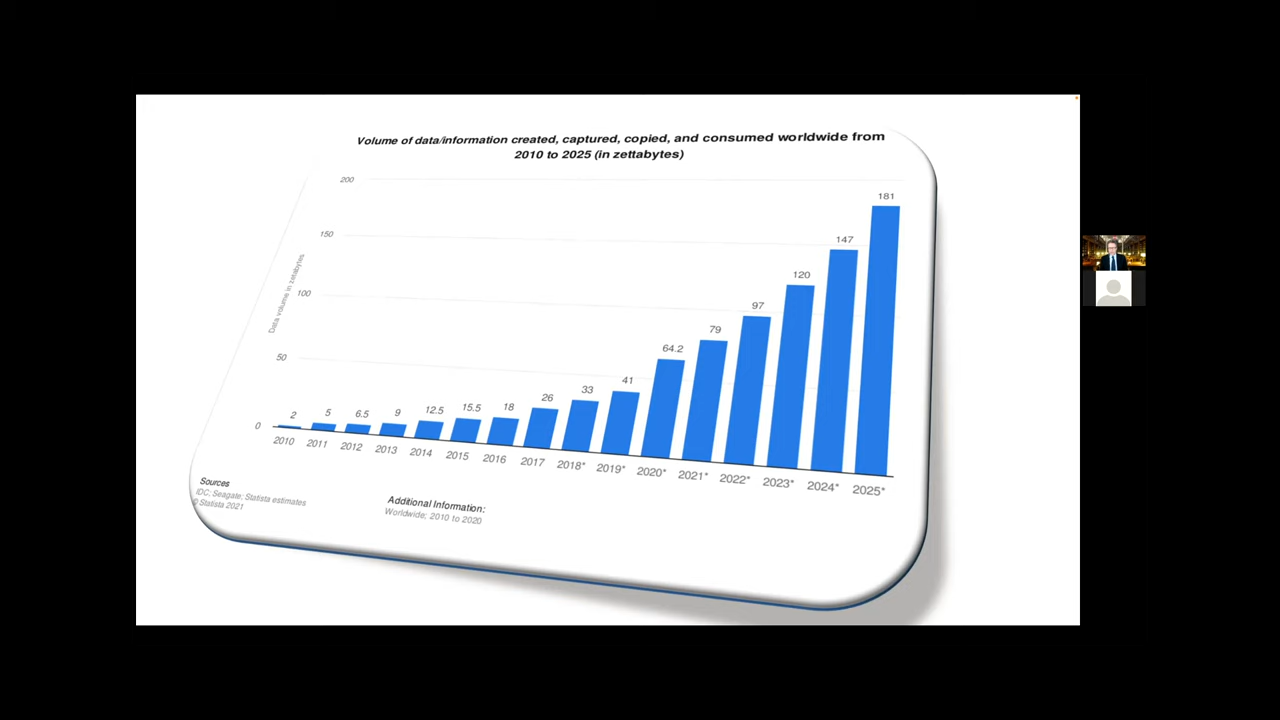 Volume of data/information created, captured, copied, and consumed worldwide from
2010 to 2025 (in zettabytes)
200
150
100
50
0
Data volume in zetabytes
2
5
6.5
9
12.5
15.5
18
26
33
41
64.2
79
97
120
147
181
2010 2011 2012 2013 2014 2015 2016 2017 2018* 2019* 2020* 2021* 2022* 2023* 2024* 2025*
Sources
IDC; Seagate; Statista estimates
© Statista 2021
Additional Information:
Worldwide; 2010 to 2020